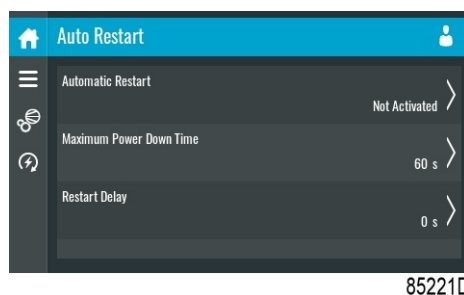 Auto Restart
Automatic Restart
Not Activated
Maximum Power Down Time
60 s
Restart Delay
0 s
85221D